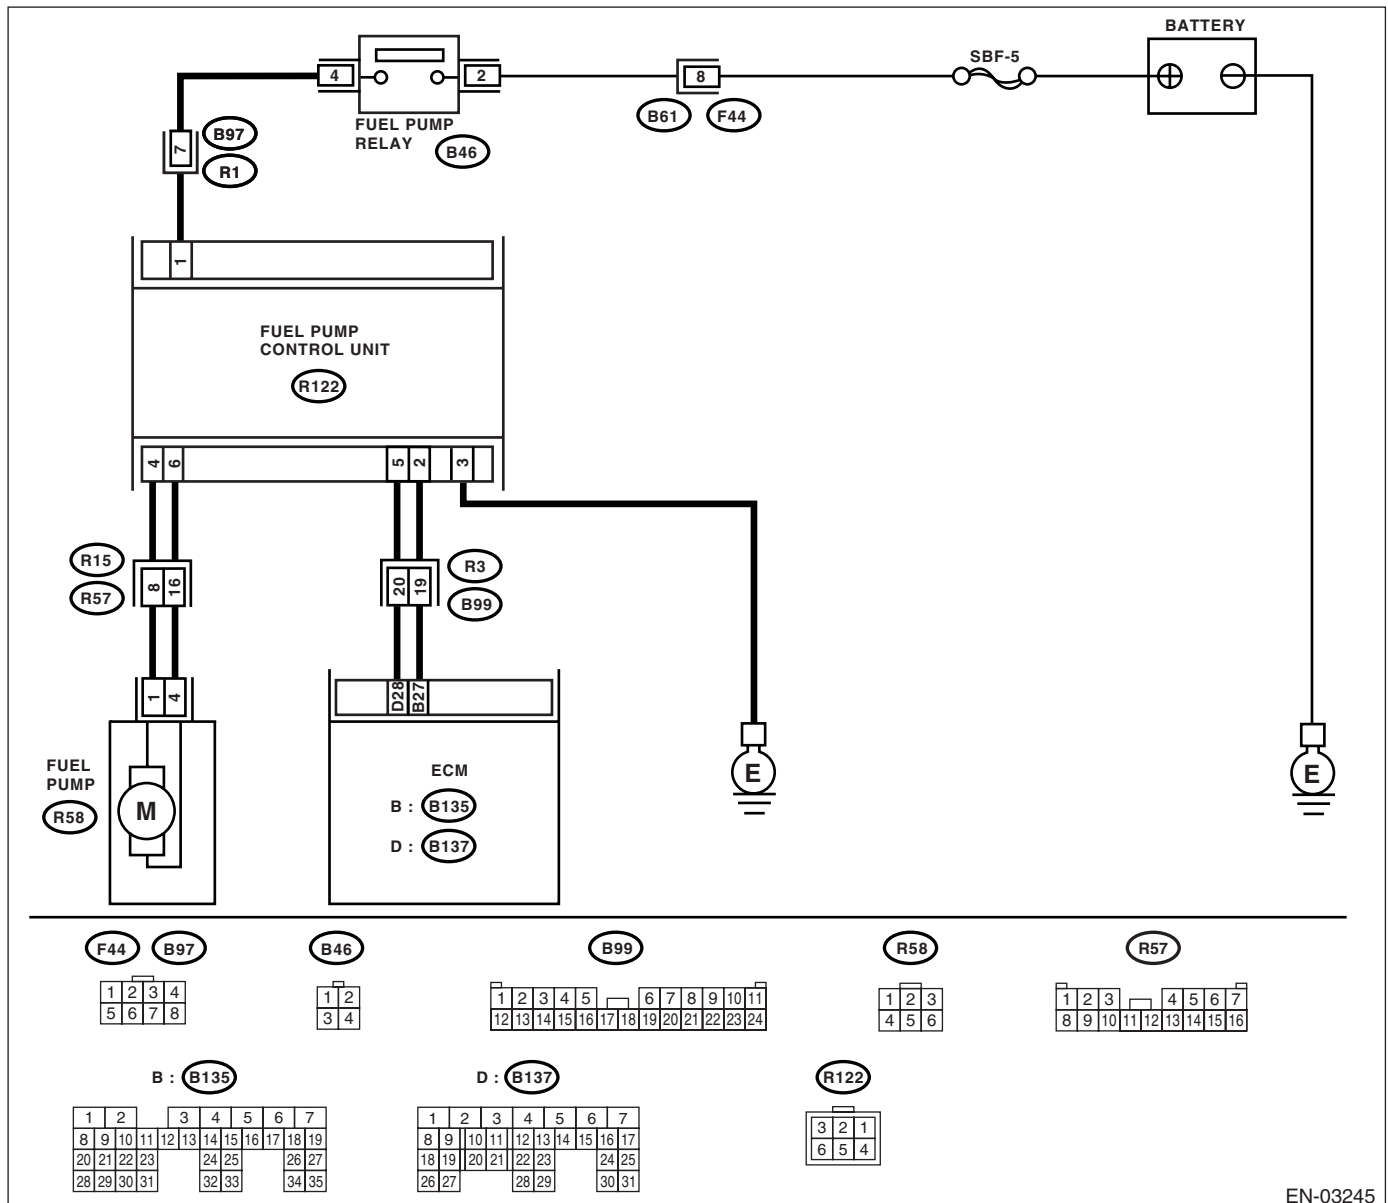 BATTERY
SBF-5
4
2
8
B61
F44
FUEL PUMP
RELAY
B46
7
B97
R1
1
FUEL PUMP
CONTROL UNIT
R122
4 6 5 2 3
R15
R57
8 16
20 19
R3
B99
1 4
D28 B27
FUEL
PUMP
R58
M
ECM
B : B135
D : B137
E
E
F44 B97 B46 B99 R58 R57
1 2 3 4
5 6 7 8
1 2
3 4
1 2 3 4 5 6 7 8 9 10 11
12 13 14 15 16 17 18 19 20 21 22 23 24
1 2 3
4 5 6
1 2 3 4 5 6 7
8 9 10 11 12 13 14 15 16
B : B135
D : B137
R122
1 2 3 4 5 6 7
8 9 10 11 12 13 14 15 16 17 18 19
20 21 22 23 24 25 26 27
28 29 30 31 32 33 34 35
1 2 3 4 5 6 7
8 9 10 11 12 13 14 15 16 17
18 19 20 21 22 23 24 25
26 27 28 29 30 31
3 2 1
6 5 4
EN-03245